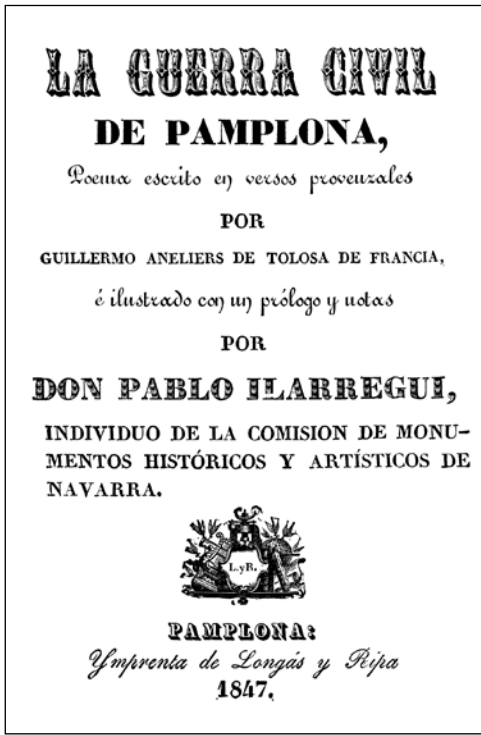 LA GUERRA CIVIL
DE PAMPLONA,
Poema escrito en versos provenzales
POR
GUILLERMO ANELIERS DE TOLOSA DE FRANCIA,
é ilustrado con un prólogo y notas
POR
DON PABLO ILARREGUI,
INDIVIDUO DE LA COMISION DE MONU-
MENTOS HISTÓRICOS Y ARTÍSTICOS DE
NAVARRA.
L.yR.
PAMPLONA:
Ymprenta de Longás y Ripa
1847.